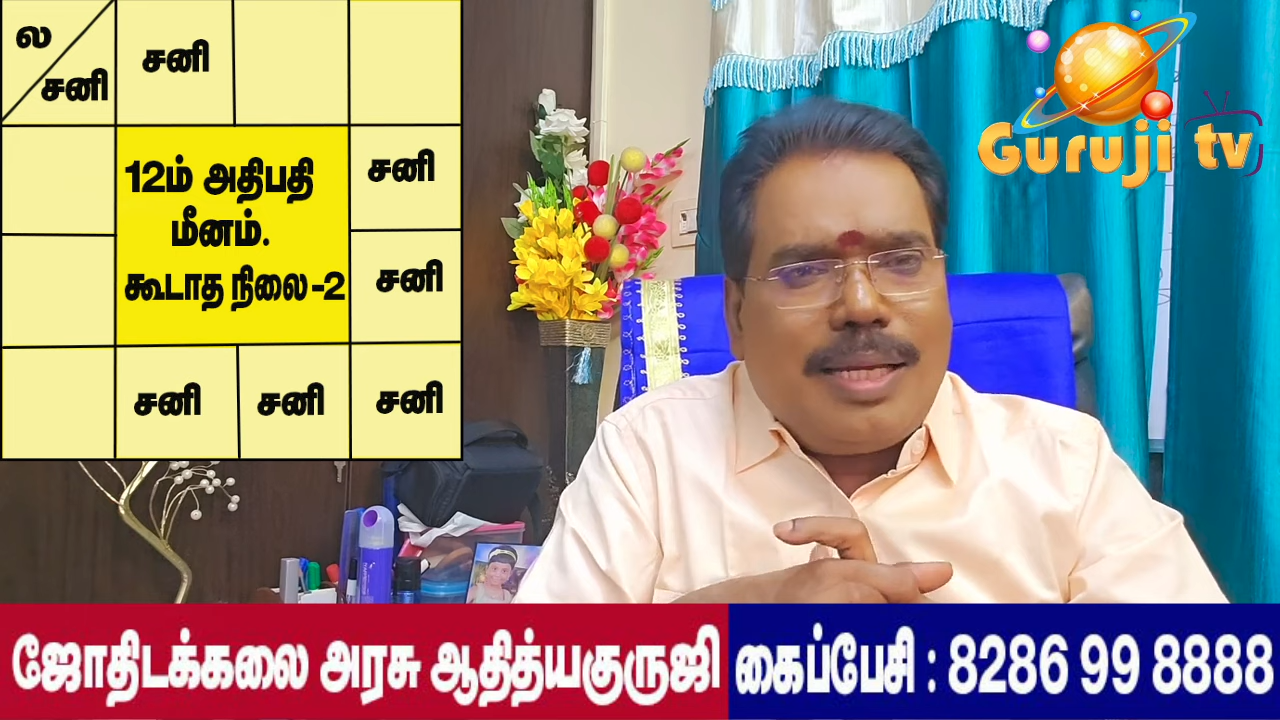 ல
சனி
சனி
சனி
சனி
சனி
சனி
சனி
12ம் அதிபதி
மீனம்.
கூடாத நிலை -2
Guruji tv
ஜோதிடக்கலை அரசு ஆதித்யகுருஜி
கைப்பேசி : 8286 99 8888